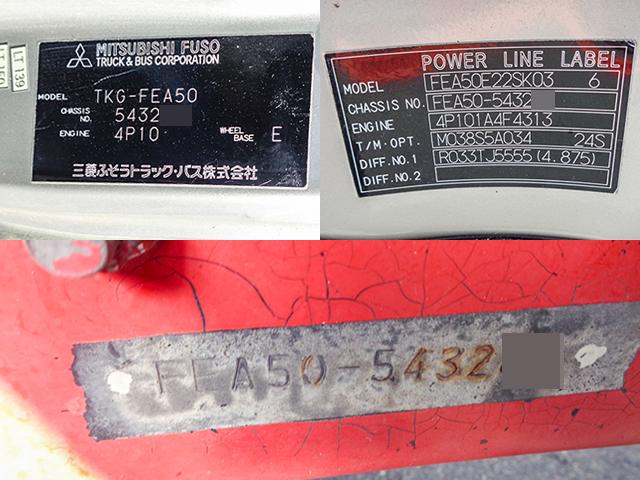 LT139
MITSUBISHI FUSO
TRUCK & BUS CORPORATION
MODEL TKG-FEA50
CHASSIS NO. 5432
ENGINE 4P10 WHEEL BASE E
三菱ふそうトラック・バス株式会社
POWER LINE LABEL
MODEL FEA50E22SK03 6
CHASSIS NO. FEA50-5432
ENGINE 4P101A4F4313
T/M·OPT. M038S5A034 24S
DIFF.NO.1 R033TJ5555(4.875)
DIFF.NO.2
FEA50-5432